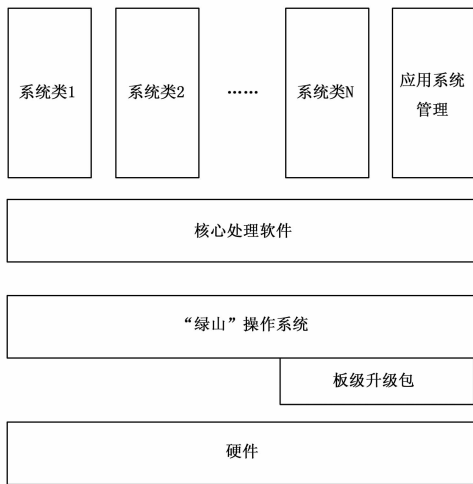 系统类1
系统类2
……
系统类N
应用系统
管理
核心处理软件
“绿山”操作系统
板级升级包
硬件